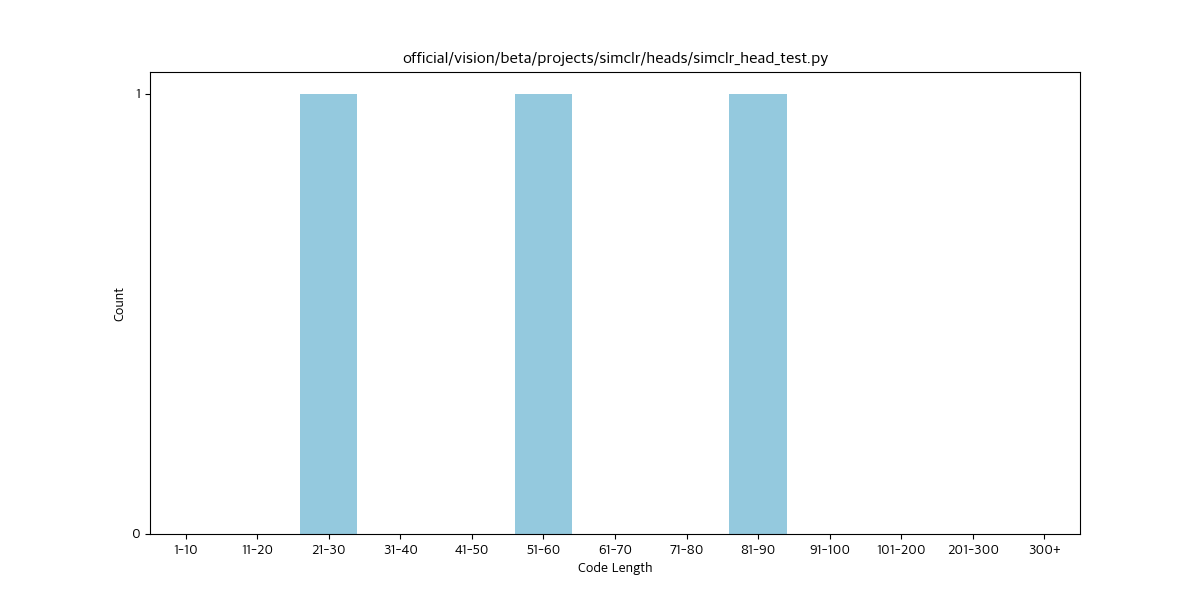 official/vision/beta/projects/simclr/heads/simclr_head_test.py
1
0
Count
1-10 11-20 21-30 31-40 41-50 51-60 61-70 71-80 81-90 91-100 101-200 201-300 300+
Code Length